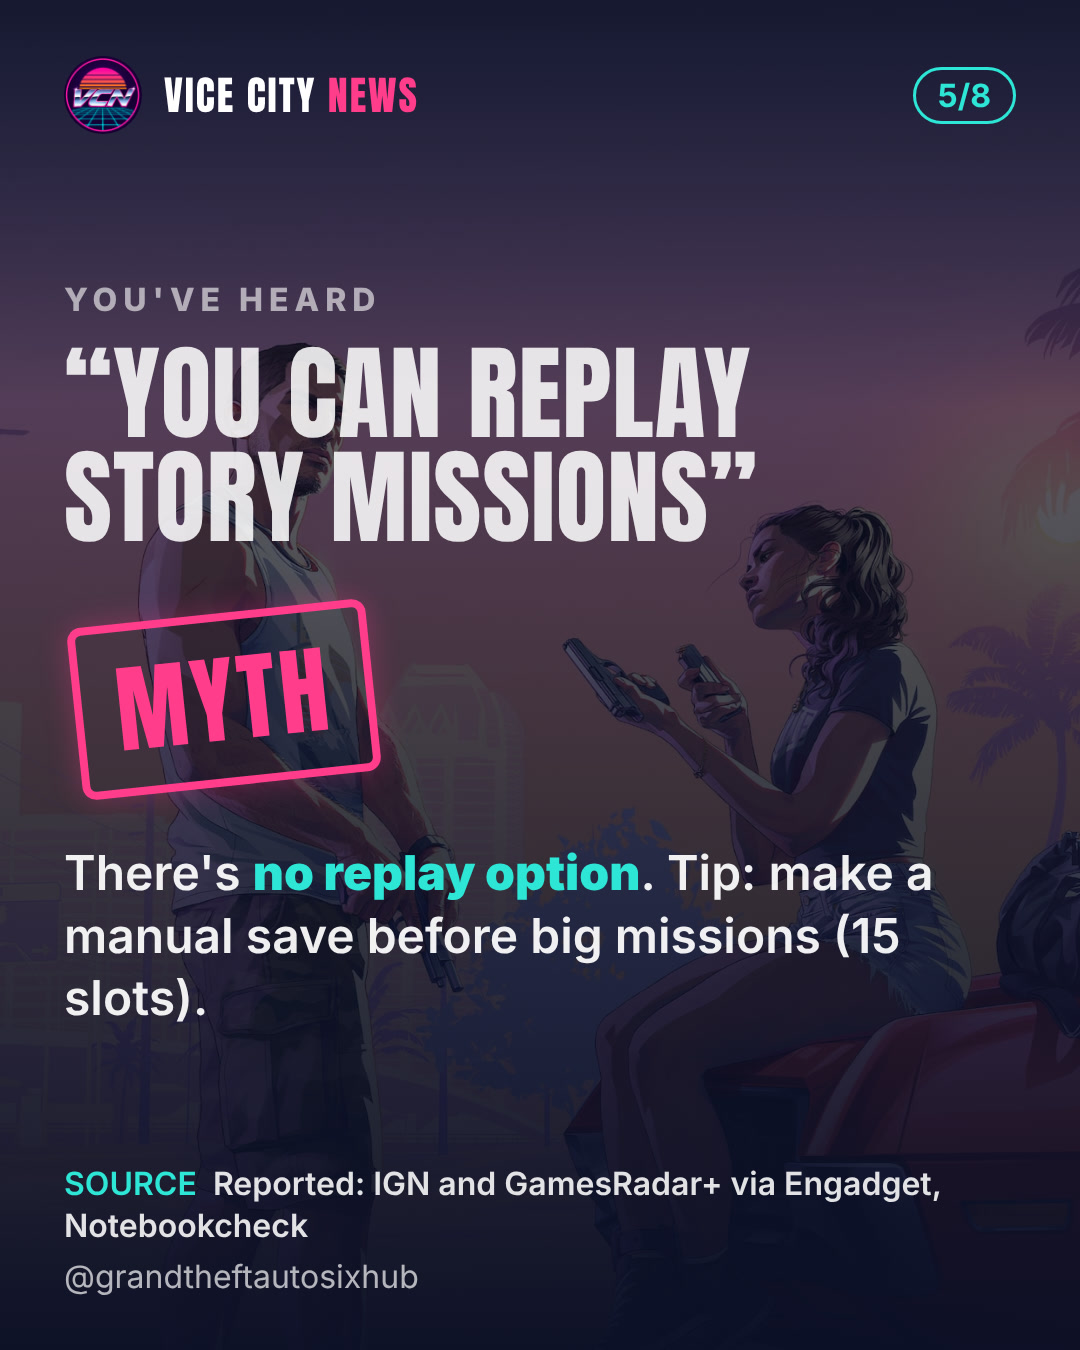 VCN
VICE CITY NEWS
5/8
YOU'VE HEARD
“YOU CAN REPLAY
STORY MISSIONS”
MYTH
There's no replay option. Tip: make a
manual save before big missions (15
slots).
SOURCE Reported: IGN and GamesRadar+ via Engadget,
Notebookcheck
@grandtheftautosixhub